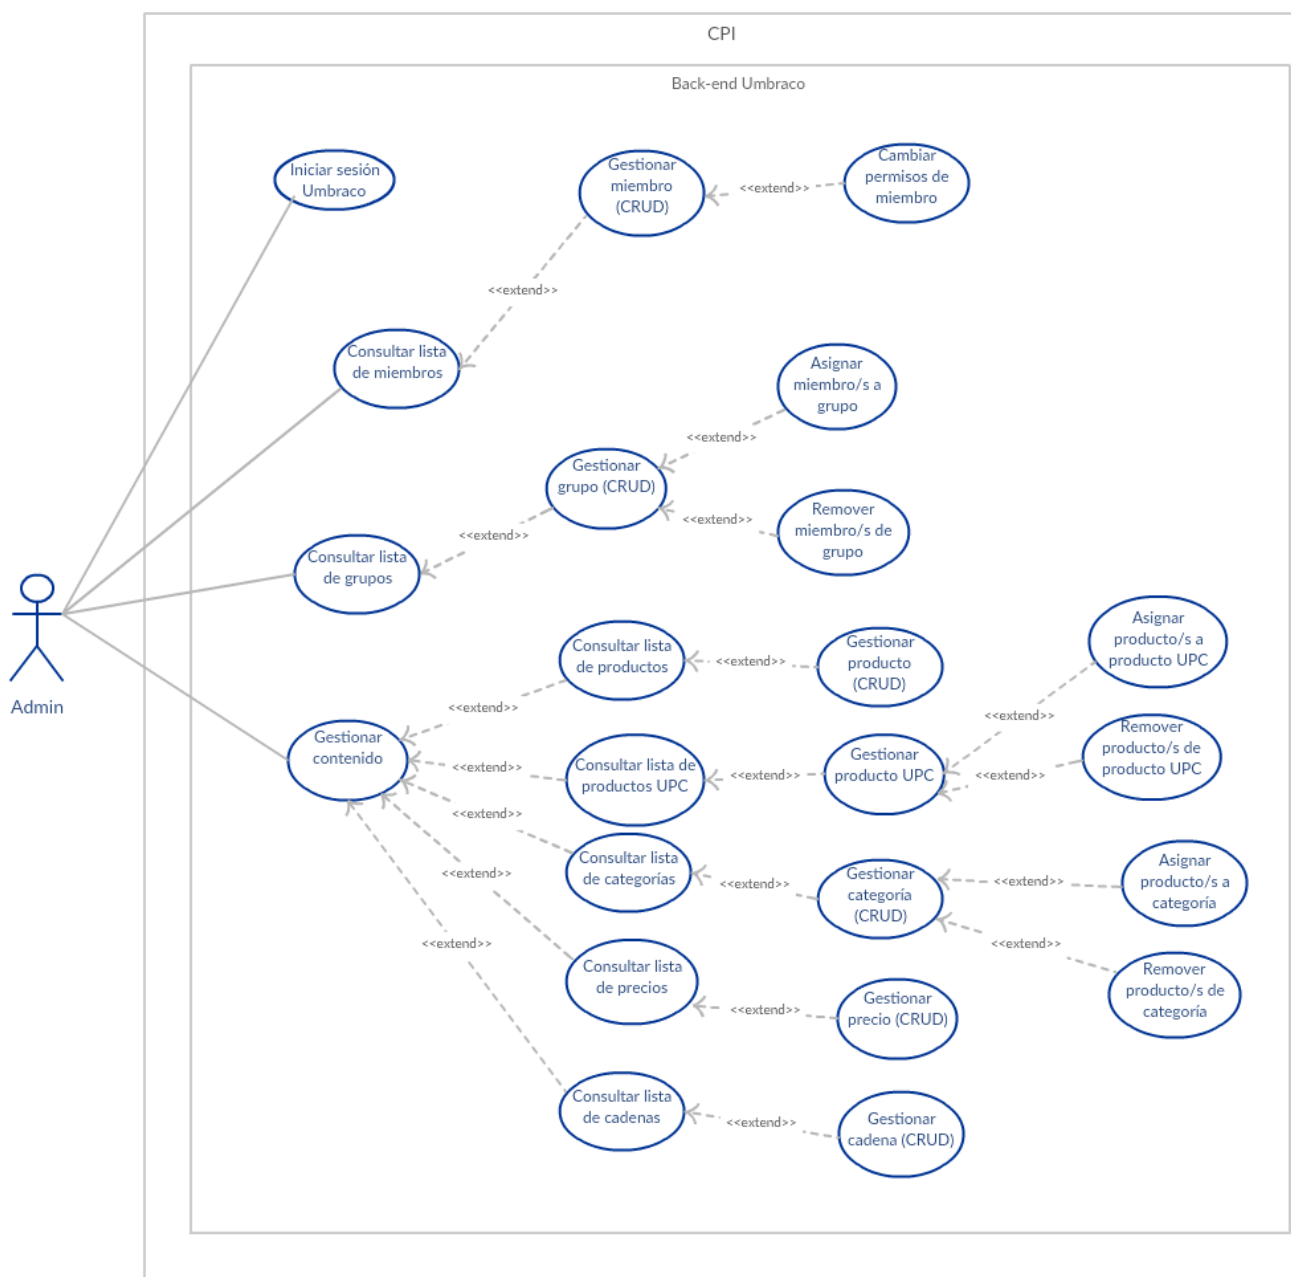 CPI
Back-end Umbraco
Iniciar sesión
Umbraco
Gestionar
miembro
(CRUD)
<<extend>>
Cambiar
permisos de
miembro
<<extend>>
Consultar lista
de miembros
Asignar
miembro/s a
grupo
<<extend>>
Gestionar
grupo (CRUD)
Remover
miembro/s de
grupo
<<extend>>
<<extend>>
Consultar lista
de grupos
Admin
Consultar lista
de productos
<<extend>>
Gestionar
producto
(CRUD)
Asignar
producto/s a
producto UPC
<<extend>>
<<extend>>
Gestionar
contenido
<<extend>>
Consultar lista de
productos UPC
<<extend>>
Gestionar
producto UPC
<<extend>>
Remover
producto/s de
producto UPC
<<extend>>
Consultar lista
de categorías
<<extend>>
Gestionar
categoría
(CRUD)
<<extend>>
Asignar
producto/s a
categoría
<<extend>>
<<extend>>
<<extend>>
Remover
producto/s de
categoría
Consultar lista
de precios
<<extend>>
Gestionar
precio (CRUD)
Consultar lista
de cadenas
<<extend>>
Gestionar
cadena (CRUD)